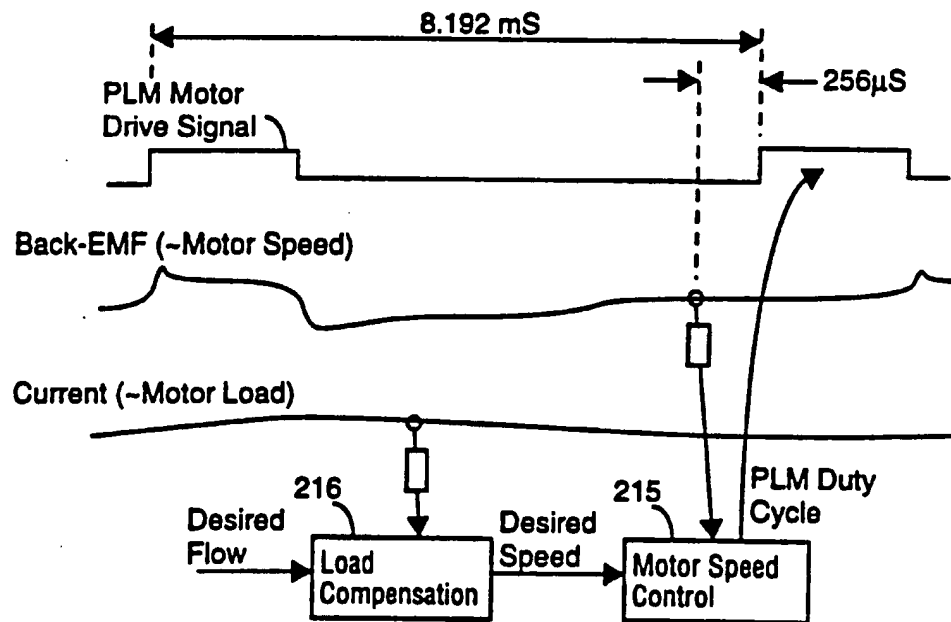 8.192 mS
256μS
PLM Motor
Drive Signal
Back-EMF (~Motor Speed)
Current (~Motor Load)
216
215
PLM Duty
Cycle
Desired
Flow
Desired
Speed
Load
Compensation
Motor Speed
Control